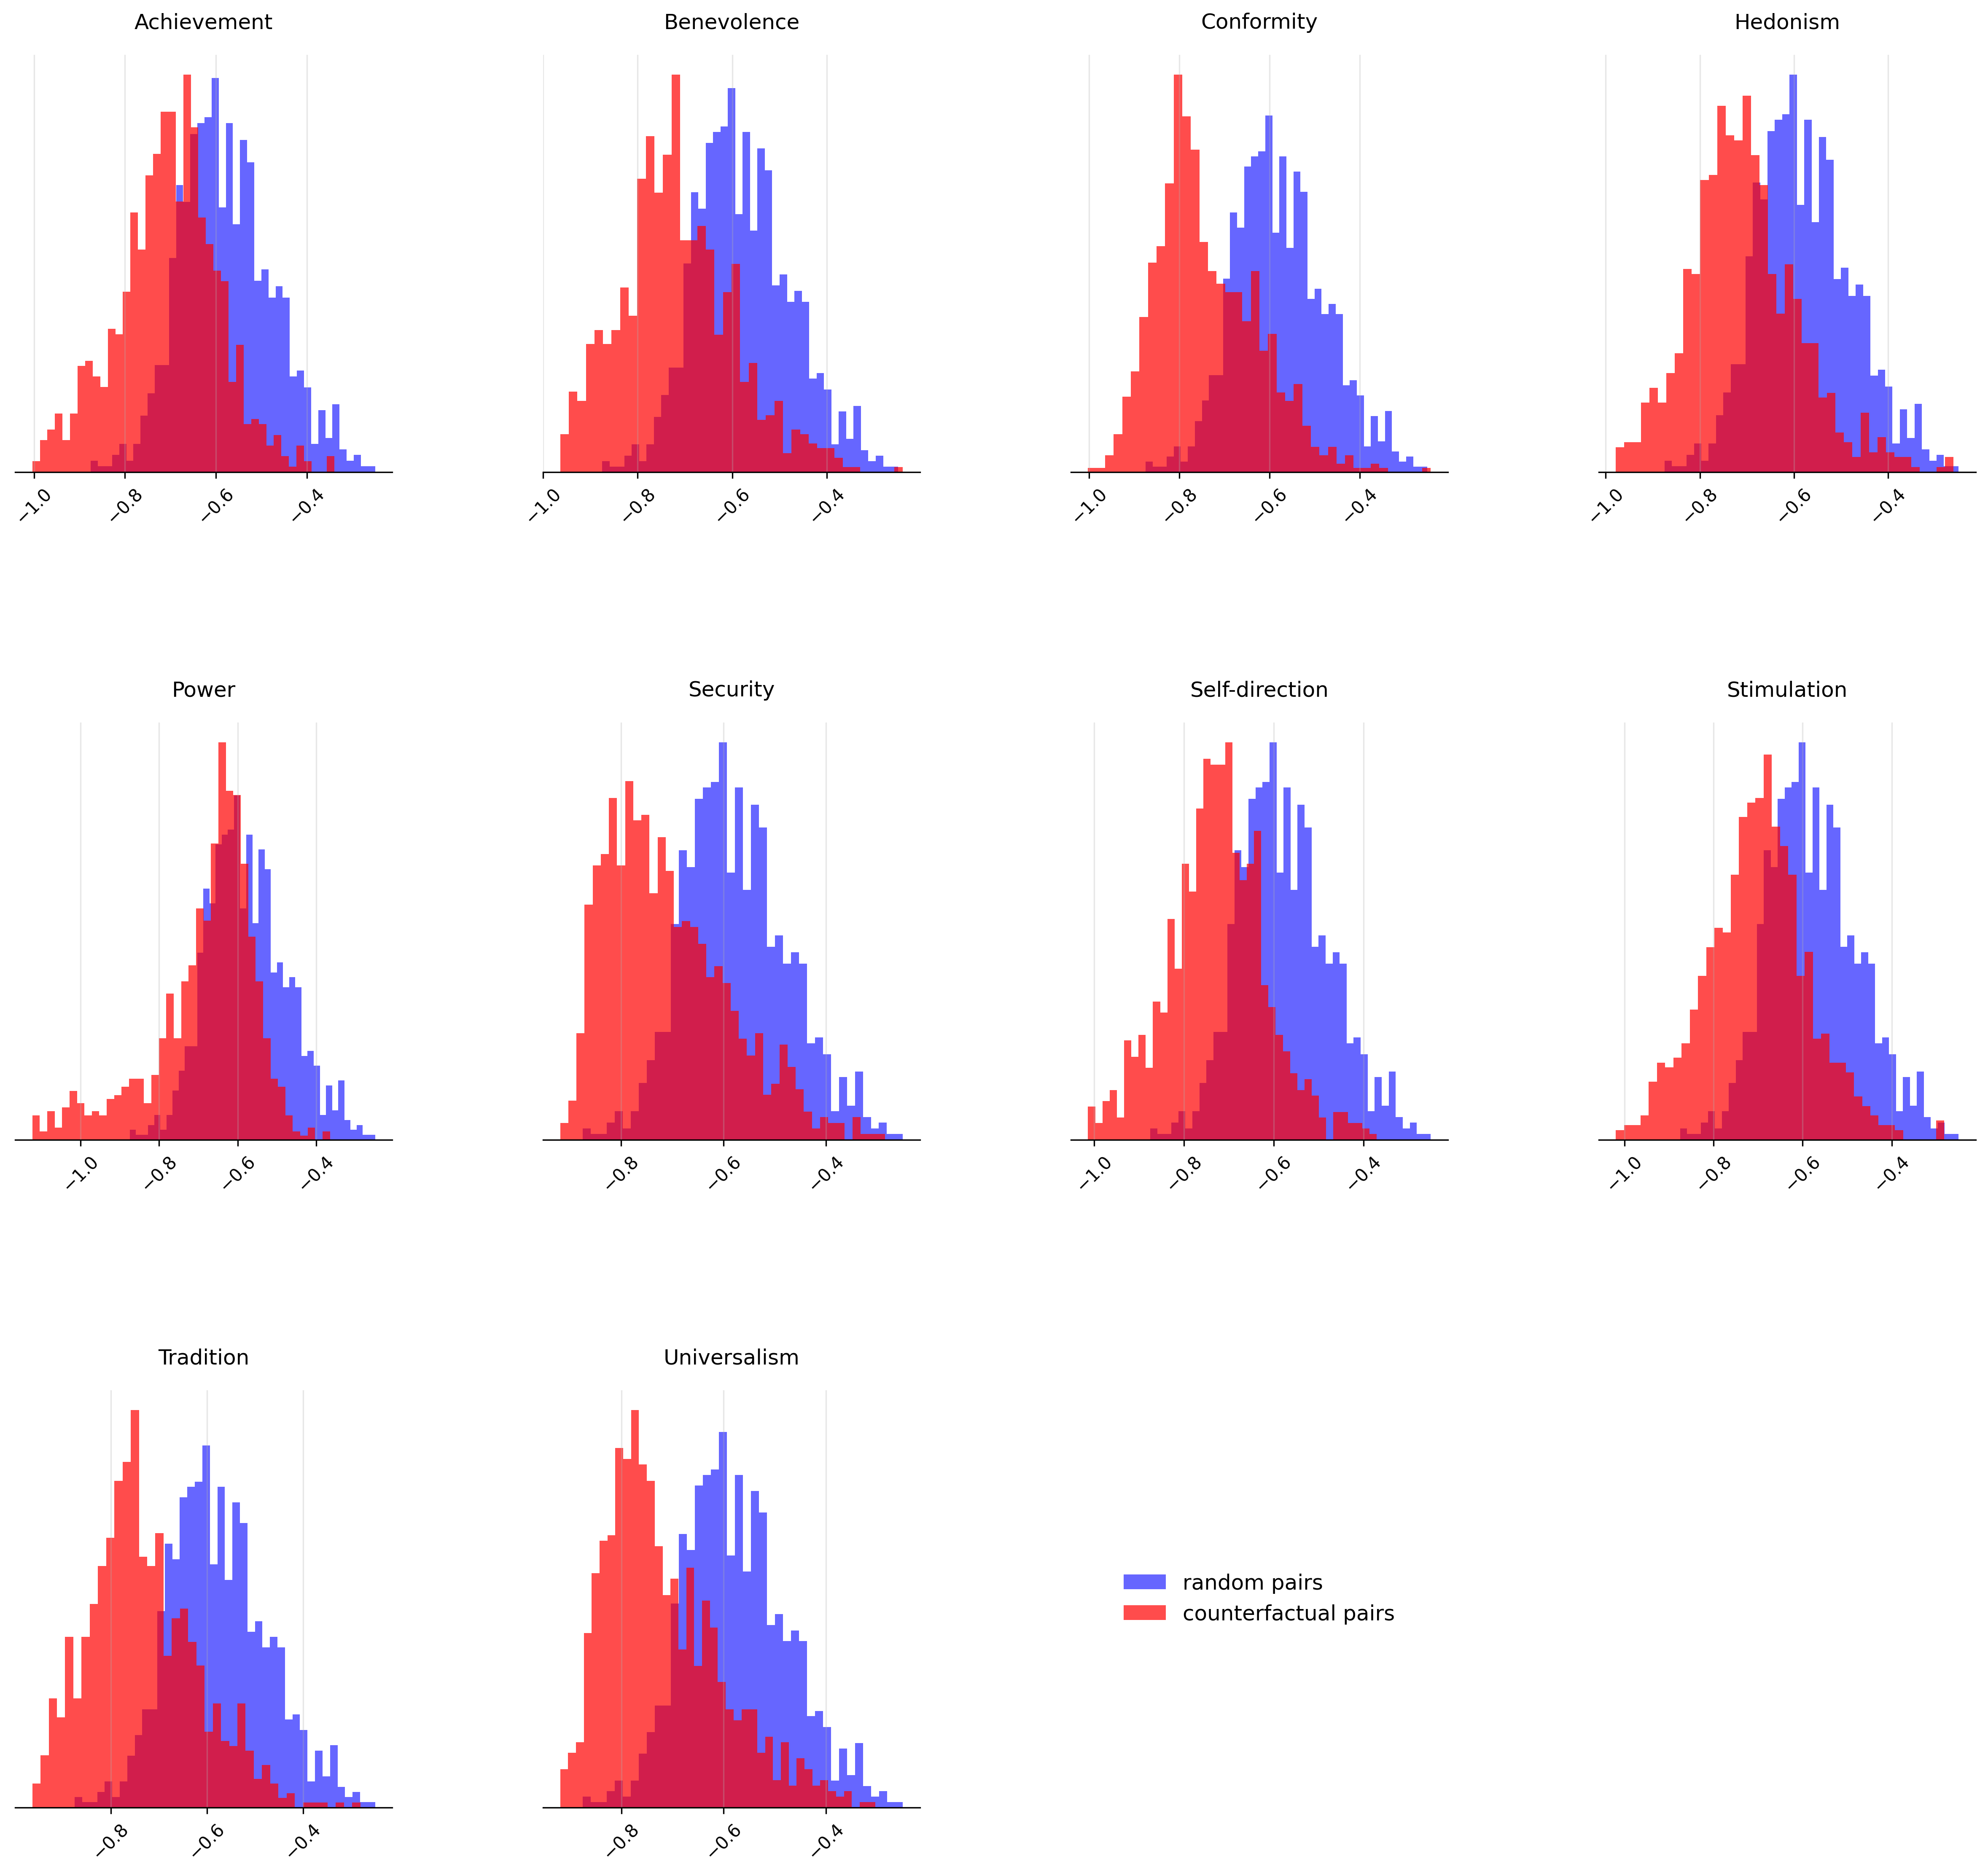 Achievement Benevolence Conformity Hedonism
−1.0 −0.8 −0.6 −0.4 −1.0 −0.8 −0.6 −0.4 −1.0 −0.8 −0.6 −0.4 −1.0 −0.8 −0.6 −0.4
Power Security Self-direction Stimulation
−1.0 −0.8 −0.6 −0.4 −0.8 −0.6 −0.4 −1.0 −0.8 −0.6 −0.4 −1.0 −0.8 −0.6 −0.4
Tradition Universalism
random pairs
counterfactual pairs
−0.8 −0.6 −0.4 −0.8 −0.6 −0.4